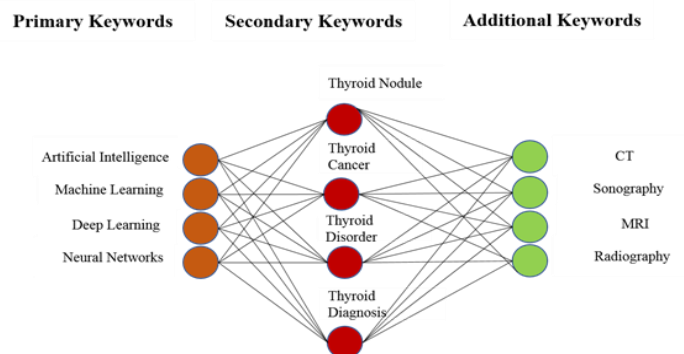 Primary Keywords
Secondary Keywords
Additional Keywords
Thyroid Nodule
Artificial Intelligence
Machine Learning
Deep Learning
Neural Networks
Thyroid
Cancer
Thyroid
Disorder
Thyroid
Diagnosis
CT
Sonography
MRI
Radiography